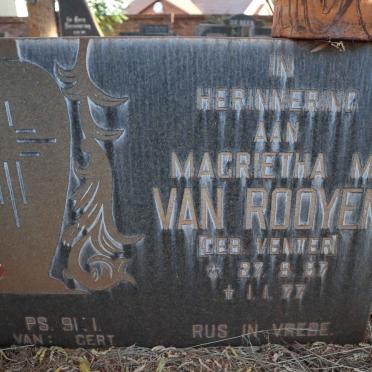 IN
HERINNERING
AAN
MAGRIETHA M
VAN ROOYEN
(GEB. VENTER)
* 27.8.37
† 1.1.77
PS. 91:1.
VAN: GERT
RUS IN VREDE.